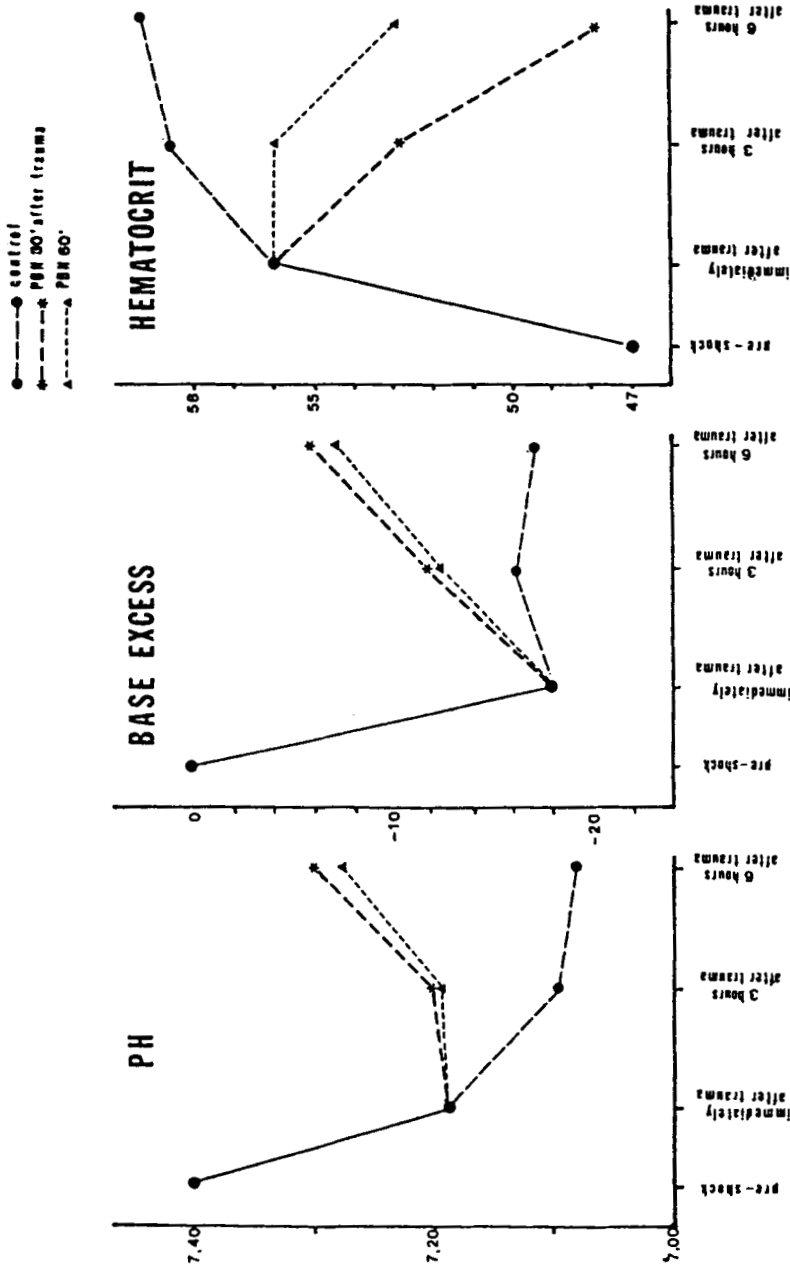 control
PBN 30' after trauma
PBN 60'
PH
7,40
7,20
7,00
pre-shock
immediately
after trauma
3 hours
after trauma
6 hours
after trauma
BASE EXCESS
0
-10
-20
pre-shock
immediately
after trauma
3 hours
after trauma
6 hours
after trauma
HEMATOCRIT
58
55
50
47
pre-shock
immediately
after trauma
3 hours
after trauma
6 hours
after trauma